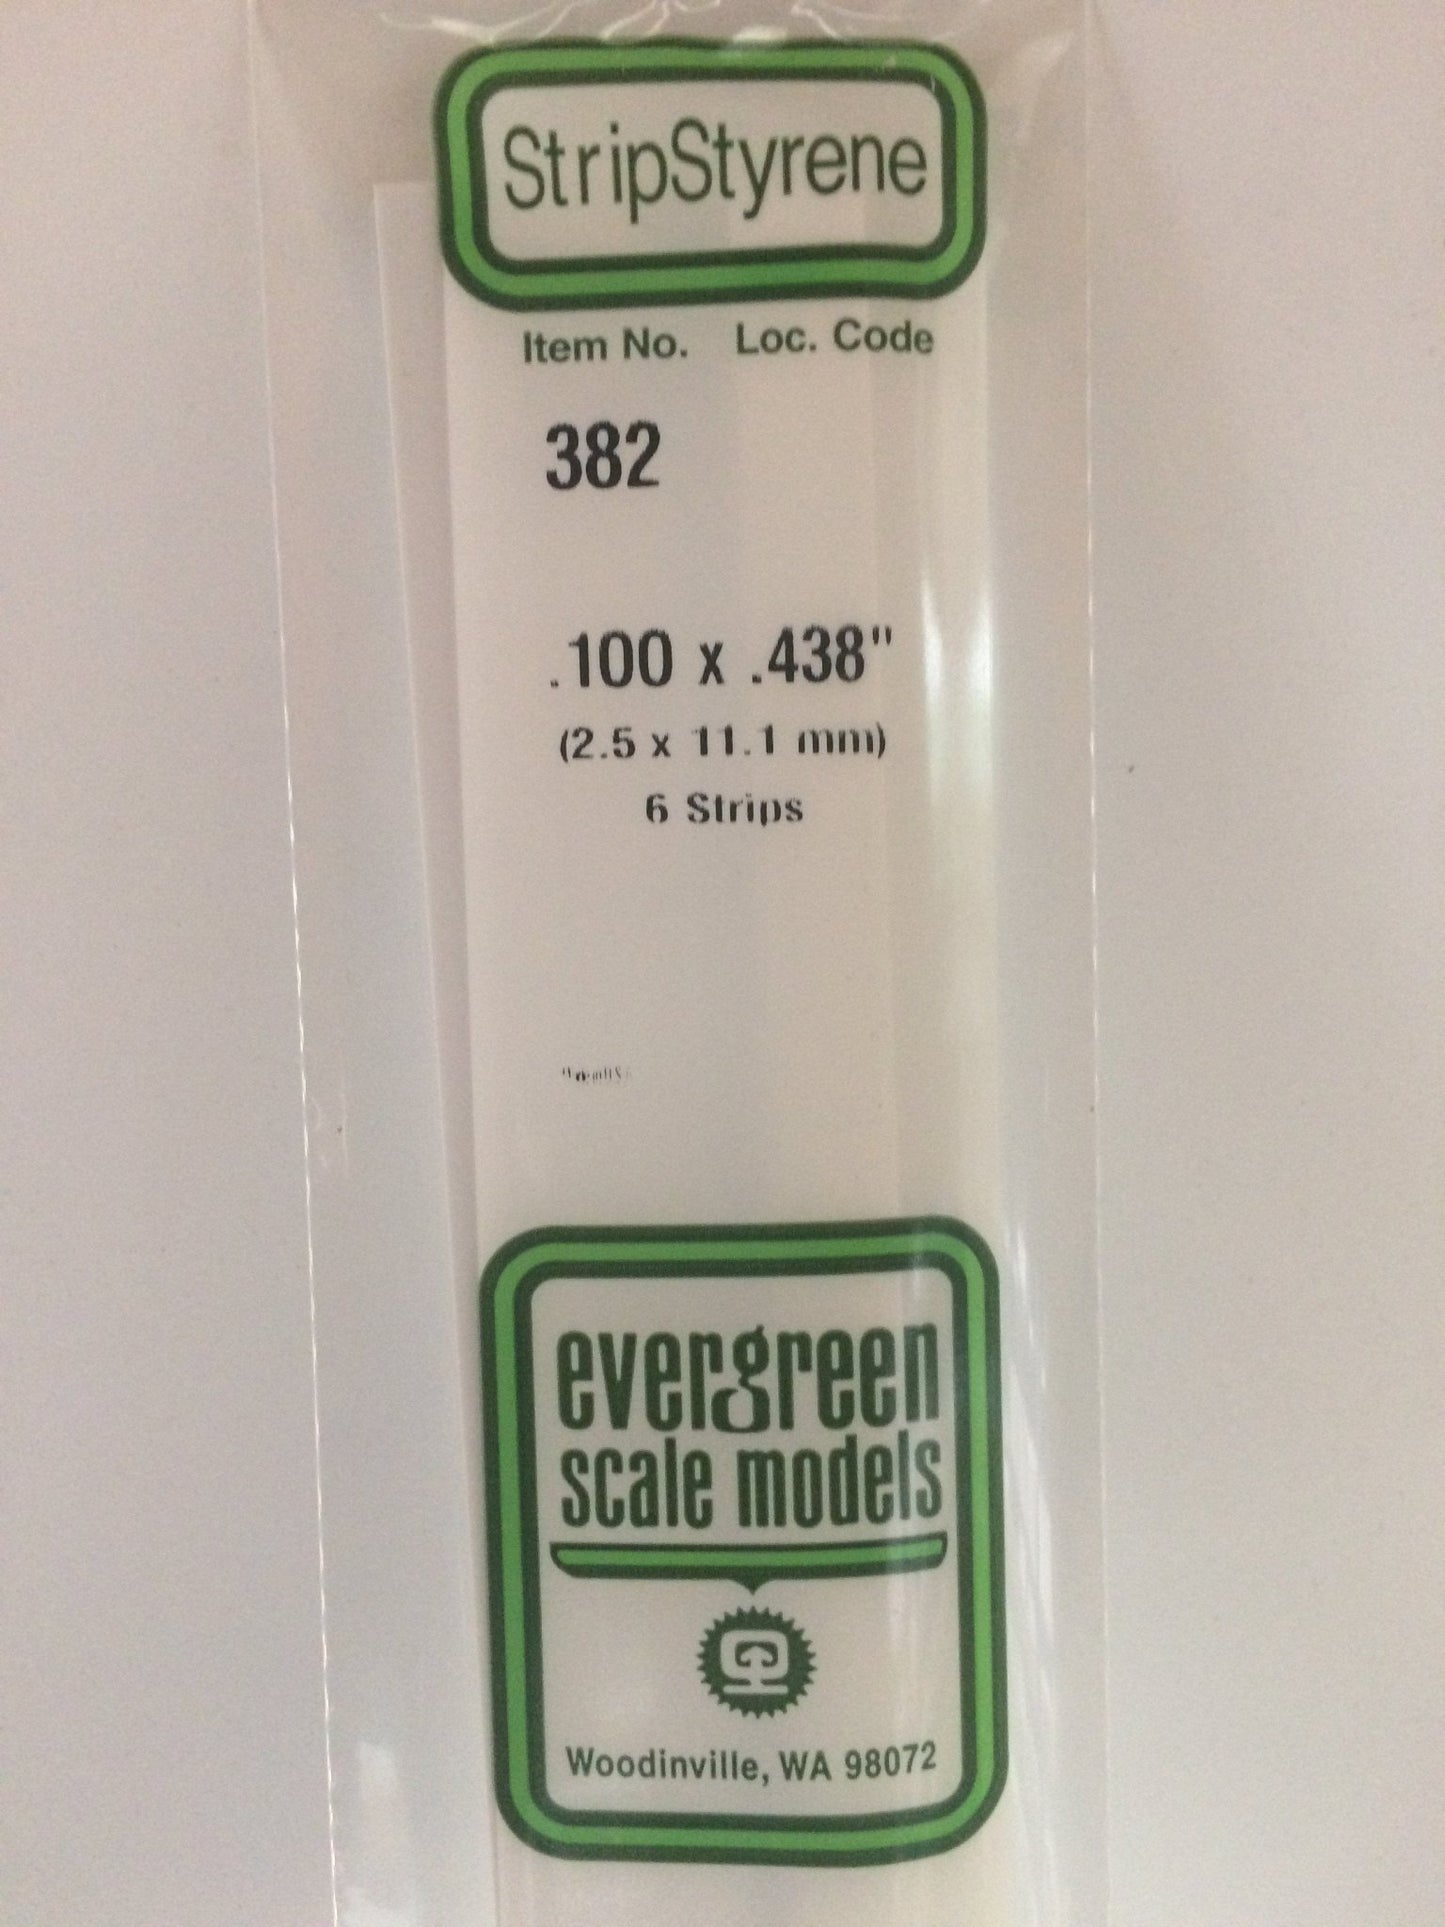 StripStyrene
Item No. Loc. Code
382
.100 x .438"
(2.5 x 11.1 mm)
6 Strips
evergreen
scale models
Woodinville, WA 98072